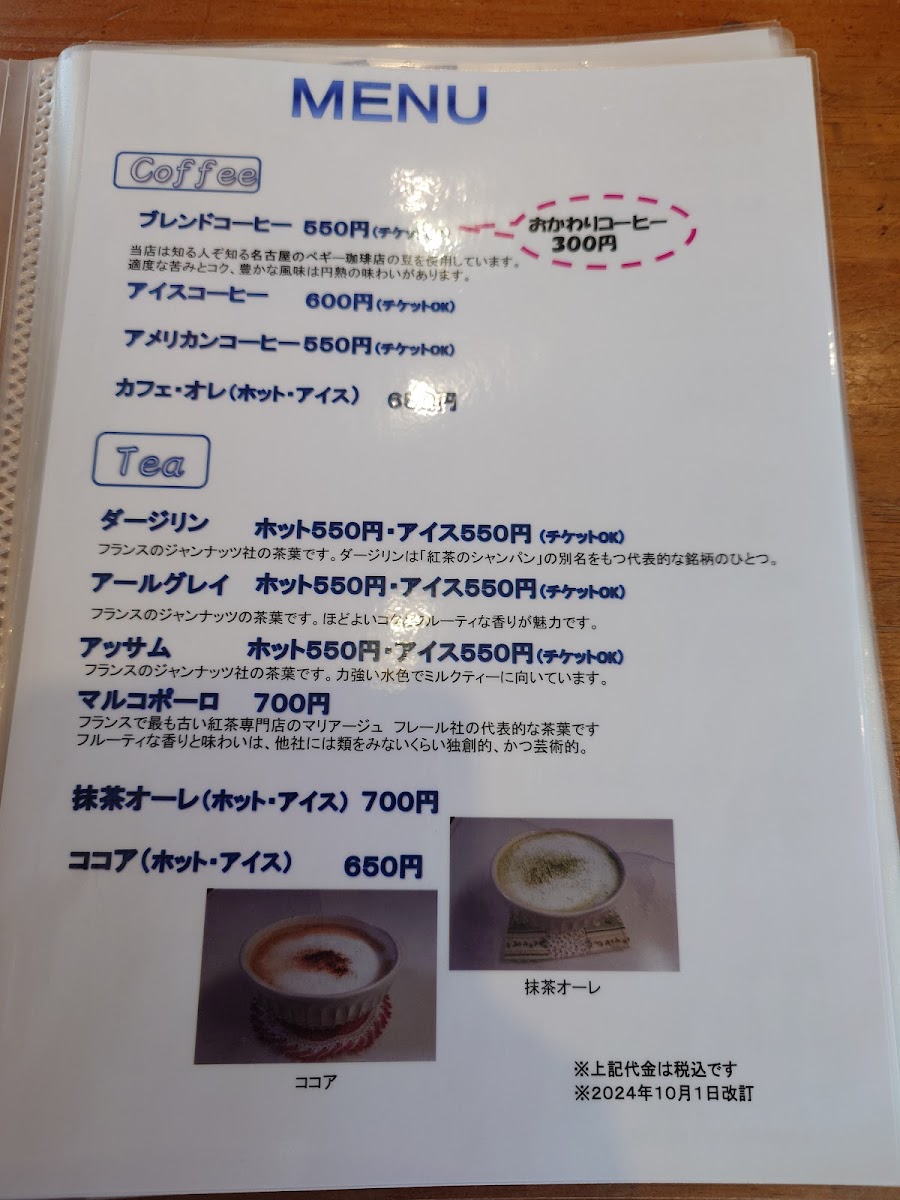 MENU
Coffee
ブレンドコーヒー 550円(チケットOK)
おかわりコーヒー
300円
当店は知る人ぞ知る名古屋のペギー珈琲店の豆を使用しています。
適度な苦みとコク、豊かな風味は円熟の味わいがあります。
アイスコーヒー 600円(チケットOK)
アメリカンコーヒー 550円(チケットOK)
カフェ・オレ(ホット・アイス)
Tea
ダージリン ホット550円・アイス550円(チケットOK)
フランスのジャンナッツ社の茶葉です。ダージリンは「紅茶のシャンパン」の別名をもつ代表的な銘柄のひとつ。
アールグレイ ホット550円・アイス550円(チケットOK)
フランスのジャンナッツの茶葉です。ほどよいコクとフルーティな香りが魅力です。
アッサム ホット550円・アイス550円(チケットOK)
フランスのジャンナッツ社の茶葉です。力強い水色でミルクティーに向いています。
マルコポーロ 700円
フランスで最も古い紅茶専門店のマリアージュ フレール社の代表的な茶葉です
フルーティな香りと味わいは、他社には類をみないくらい独創的、かつ芸術的。
抹茶オーレ(ホット・アイス) 700円
ココア(ホット・アイス) 650円
抹茶オーレ
ココア
※上記代金は税込です
※2024年10月1日改訂